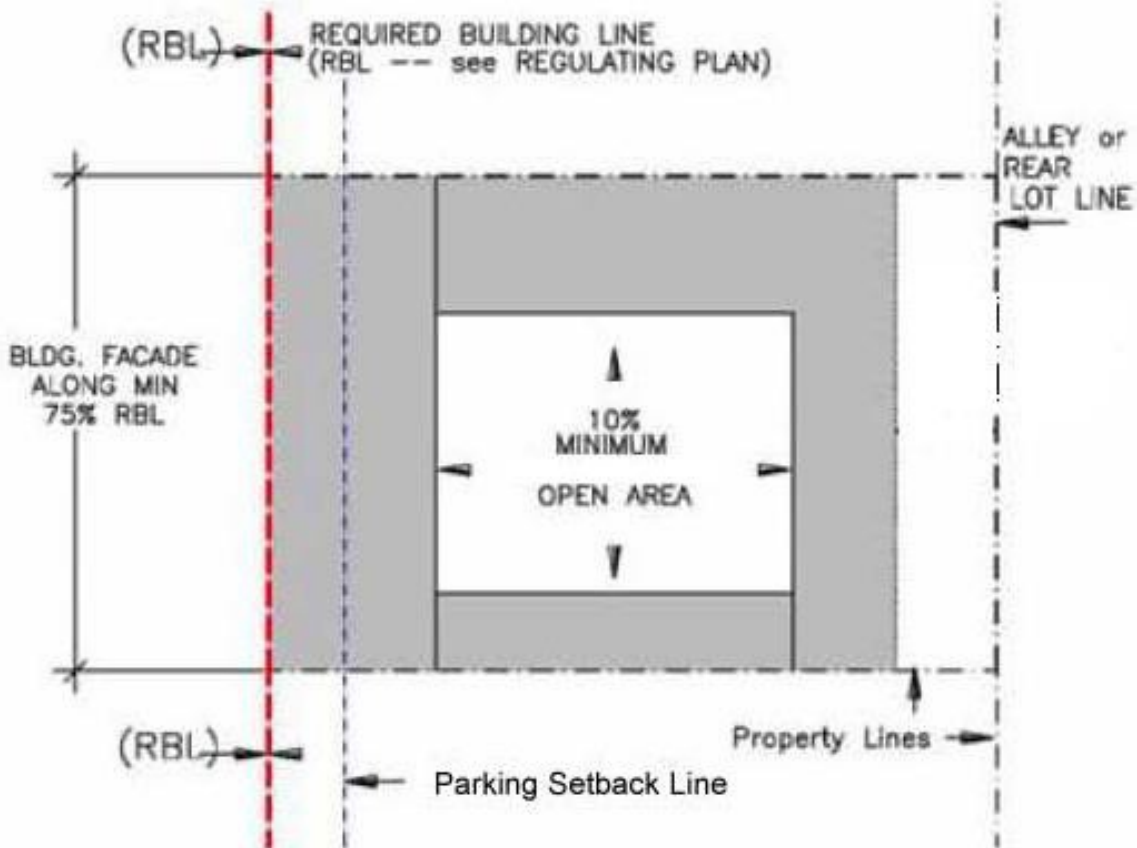 (RBL)
REQUIRED BUILDING LINE
(RBL -- see REGULATING PLAN)
ALLEY or
REAR
LOT LINE
BLDG. FACADE
ALONG MIN
75% RBL
10%
MINIMUM
OPEN AREA
(RBL)
Property Lines
Parking Setback Line